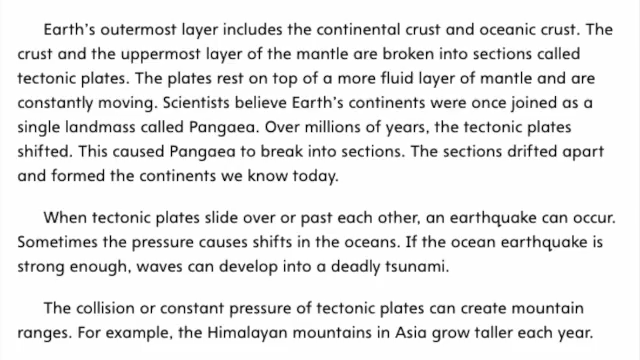 Earth's outermost layer includes the continental crust and oceanic crust. The
crust and the uppermost layer of the mantle are broken into sections called
tectonic plates. The plates rest on top of a more fluid layer of mantle and are
constantly moving. Scientists believe Earth's continents were once joined as a
single landmass called Pangaea. Over millions of years, the tectonic plates
shifted. This caused Pangaea to break into sections. The sections drifted apart
and formed the continents we know today.
When tectonic plates slide over or past each other, an earthquake can occur.
Sometimes the pressure causes shifts in the oceans. If the ocean earthquake is
strong enough, waves can develop into a deadly tsunami.
The collision or constant pressure of tectonic plates can create mountain
ranges. For example, the Himalayan mountains in Asia grow taller each year.